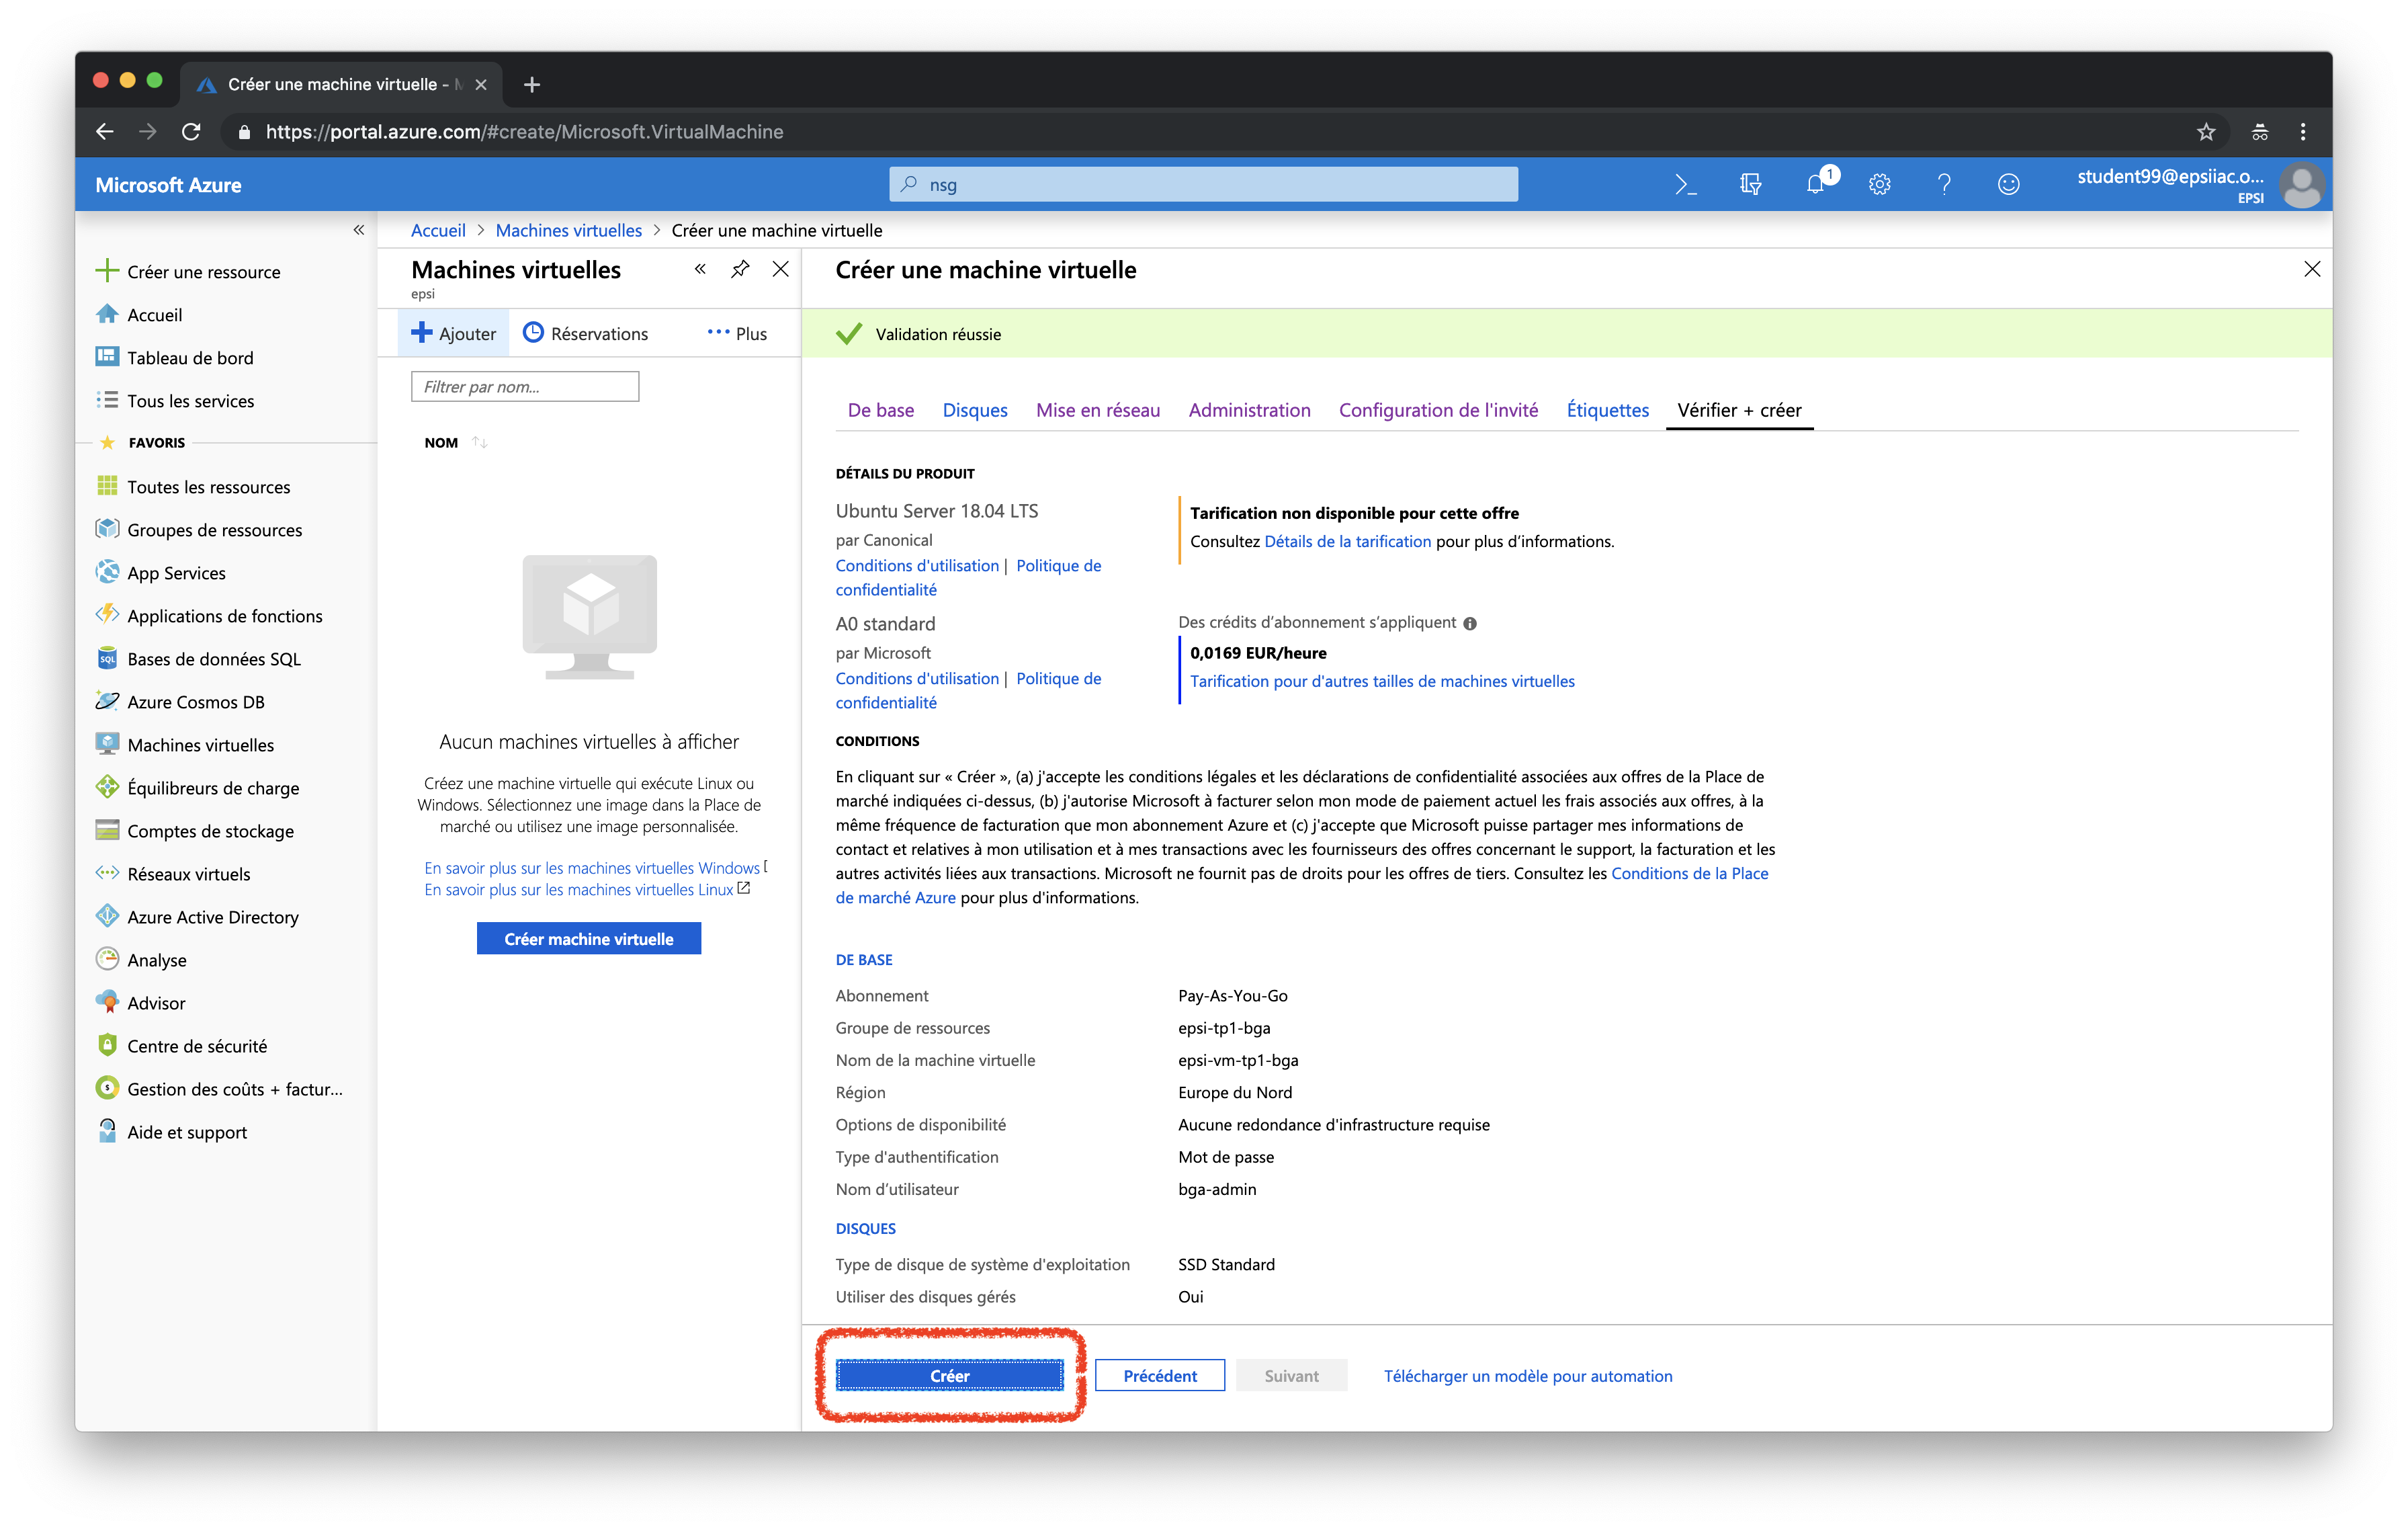 Créer une machine virtuelle - M
https://portal.azure.com/#create/Microsoft.VirtualMachine
Microsoft Azure
nsg
1
student99@epsiiac.o...
EPSI
Créer une ressource
Accueil
Tableau de bord
Tous les services
FAVORIS
Toutes les ressources
Groupes de ressources
App Services
Applications de fonctions
SQL
Bases de données SQL
Azure Cosmos DB
Machines virtuelles
Équilibreurs de charge
Comptes de stockage
Réseaux virtuels
Azure Active Directory
Analyse
Advisor
Centre de sécurité
Gestion des coûts + factur...
Aide et support
Accueil > Machines virtuelles > Créer une machine virtuelle
Machines virtuelles
epsi
Ajouter
Réservations
Plus
Filtrer par nom...
NOM
Aucun machines virtuelles à afficher
Créez une machine virtuelle qui exécute Linux ou
Windows. Sélectionnez une image dans la Place de
marché ou utilisez une image personnalisée.
En savoir plus sur les machines virtuelles Windows
En savoir plus sur les machines virtuelles Linux
Créer machine virtuelle
Créer une machine virtuelle
Validation réussie
De base
Disques
Mise en réseau
Administration
Configuration de l'invité
Étiquettes
Vérifier + créer
DÉTAILS DU PRODUIT
Ubuntu Server 18.04 LTS
par Canonical
Conditions d'utilisation | Politique de
confidentialité
Tarification non disponible pour cette offre
Consultez Détails de la tarification pour plus d’informations.
A0 standard
par Microsoft
Conditions d'utilisation | Politique de
confidentialité
Des crédits d’abonnement s’appliquent
0,0169 EUR/heure
Tarification pour d'autres tailles de machines virtuelles
CONDITIONS
En cliquant sur « Créer », (a) j'accepte les conditions légales et les déclarations de confidentialité associées aux offres de la Place de
marché indiquées ci-dessus, (b) j'autorise Microsoft à facturer selon mon mode de paiement actuel les frais associés aux offres, à la
même fréquence de facturation que mon abonnement Azure et (c) j'accepte que Microsoft puisse partager mes informations de
contact et relatives à mon utilisation et à mes transactions avec les fournisseurs des offres concernant le support, la facturation et les
autres activités liées aux transactions. Microsoft ne fournit pas de droits pour les offres de tiers. Consultez les Conditions de la Place
de marché Azure pour plus d'informations.
DE BASE
Abonnement Pay-As-You-Go
Groupe de ressources epsi-tp1-bga
Nom de la machine virtuelle epsi-vm-tp1-bga
Région Europe du Nord
Options de disponibilité Aucune redondance d'infrastructure requise
Type d'authentification Mot de passe
Nom d’utilisateur bga-admin
DISQUES
Type de disque de système d'exploitation SSD Standard
Utiliser des disques gérés Oui
Créer
Précédent
Suivant
Télécharger un modèle pour automation